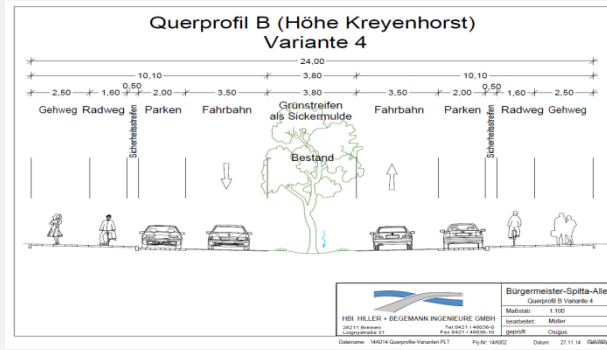 Querprofil B (Höhe Kreyenhorst)
Variante 4
24,00
10,10 3,80 10,10
2,50 1,60 0,50 2,00 3,50 3,80 3,50 2,00 0,50 1,60 2,50
Gehweg Radweg Sicherheitsstreifen Parken Fahrbahn Grünstreifen Fahrbahn Parken Sicherheitsstreifen Radweg Gehweg
als Sickermulde
Bestand
HBI HILLER + BEGEMANN INGENIEURE GMBH
28211 Bremen Tel 0421 / 46036-0
Loignystraße 31 Fax 0421 / 46036-10
Bürgermeister-Spitta-Alle
Querprofil B Variante 4
Maßstab: 1:100
bearbeitet: Müller
geprüft: Osigus
Dateiname: 14A014-Querprofile-Varianten.PLT Prj-Nr: 14A002 Datum: 27.11.14